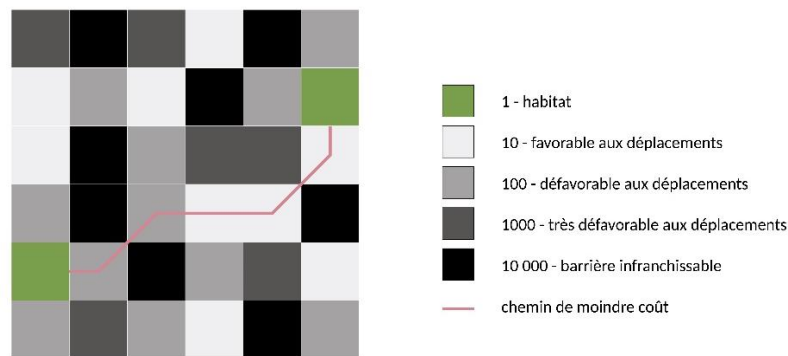 1 - habitat
10 - favorable aux déplacements
100 - défavorable aux déplacements
1000 - très défavorable aux déplacements
10 000 - barrière infranchissable
chemin de moindre coût